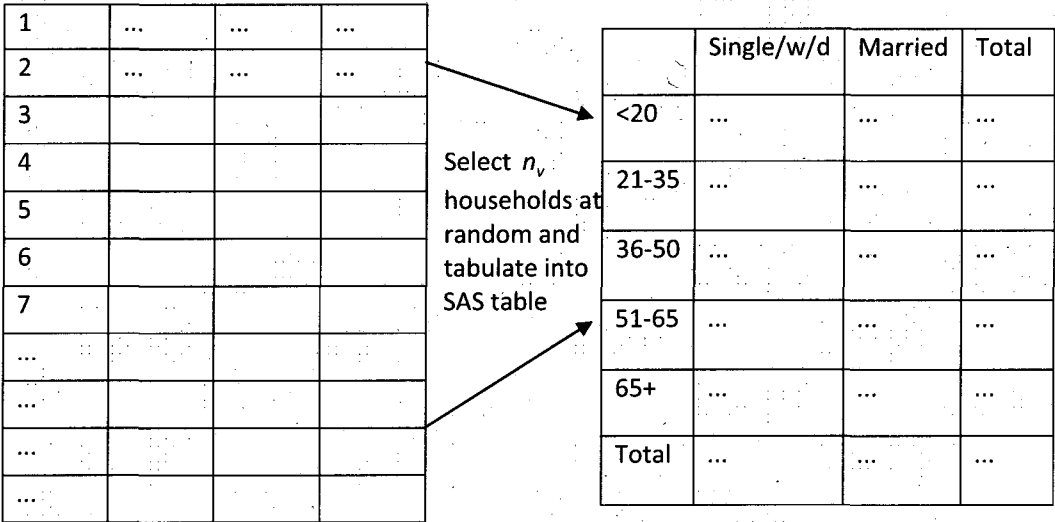 1 ... ... ...
2 ... ... ...
3
4
5
6
7
...
...
...
...
Select n_v
households at
random and
tabulate into
SAS table
Single/w/d Married Total
<20 ... ... ...
21-35 ... ... ...
36-50 ... ... ...
51-65 ... ... ...
65+ ... ... ...
Total ... ... ...